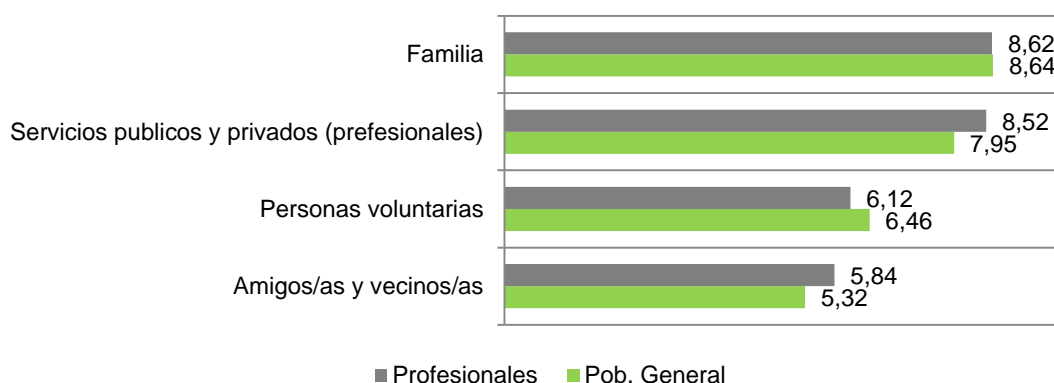 Familia
8,62
8,64
Servicios publicos y privados (prefesionales)
8,52
7,95
Personas voluntarias
6,12
6,46
Amigos/as y vecinos/as
5,84
5,32
Profesionales Pob. General